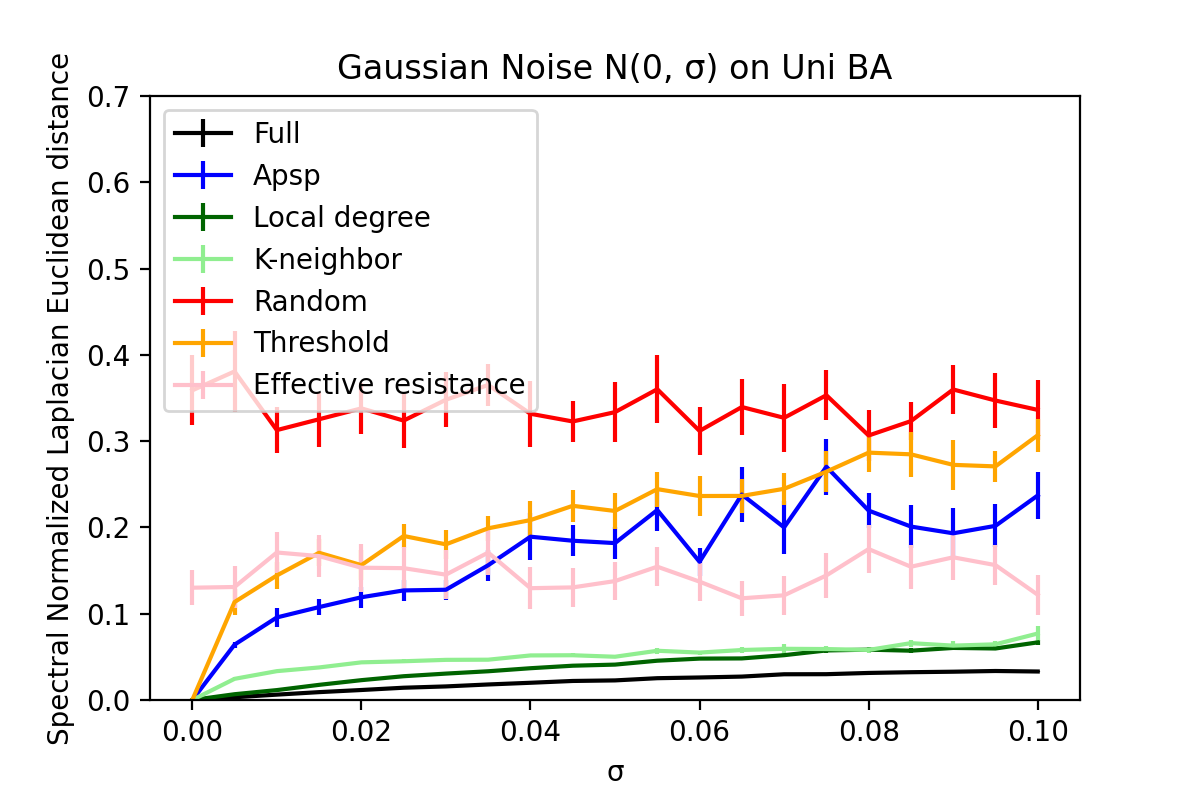 Gaussian Noise N(0, σ) on Uni BA
Spectral Normalized Laplacian Euclidean distance
0.7
0.6
0.5
0.4
0.3
0.2
0.1
0.0
Full
Apsp
Local degree
K-neighbor
Random
Threshold
Effective resistance
0.00 0.02 0.04 0.06 0.08 0.10
σ